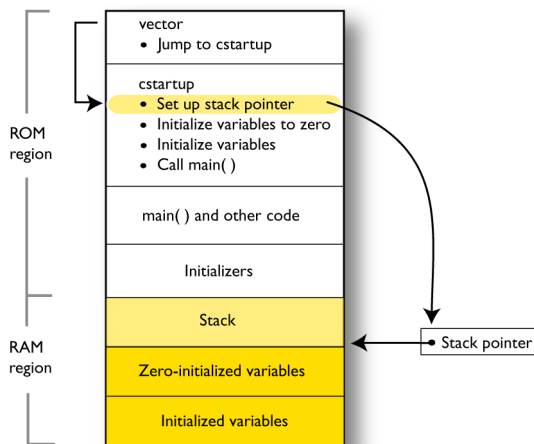 vector
• Jump to cstartup
cstartup
• Set up stack pointer
• Initialize variables to zero
• Initialize variables
• Call main( )
ROM
region
main( ) and other code
Initializers
Stack
RAM
region
Stack pointer
Zero-initialized variables
Initialized variables